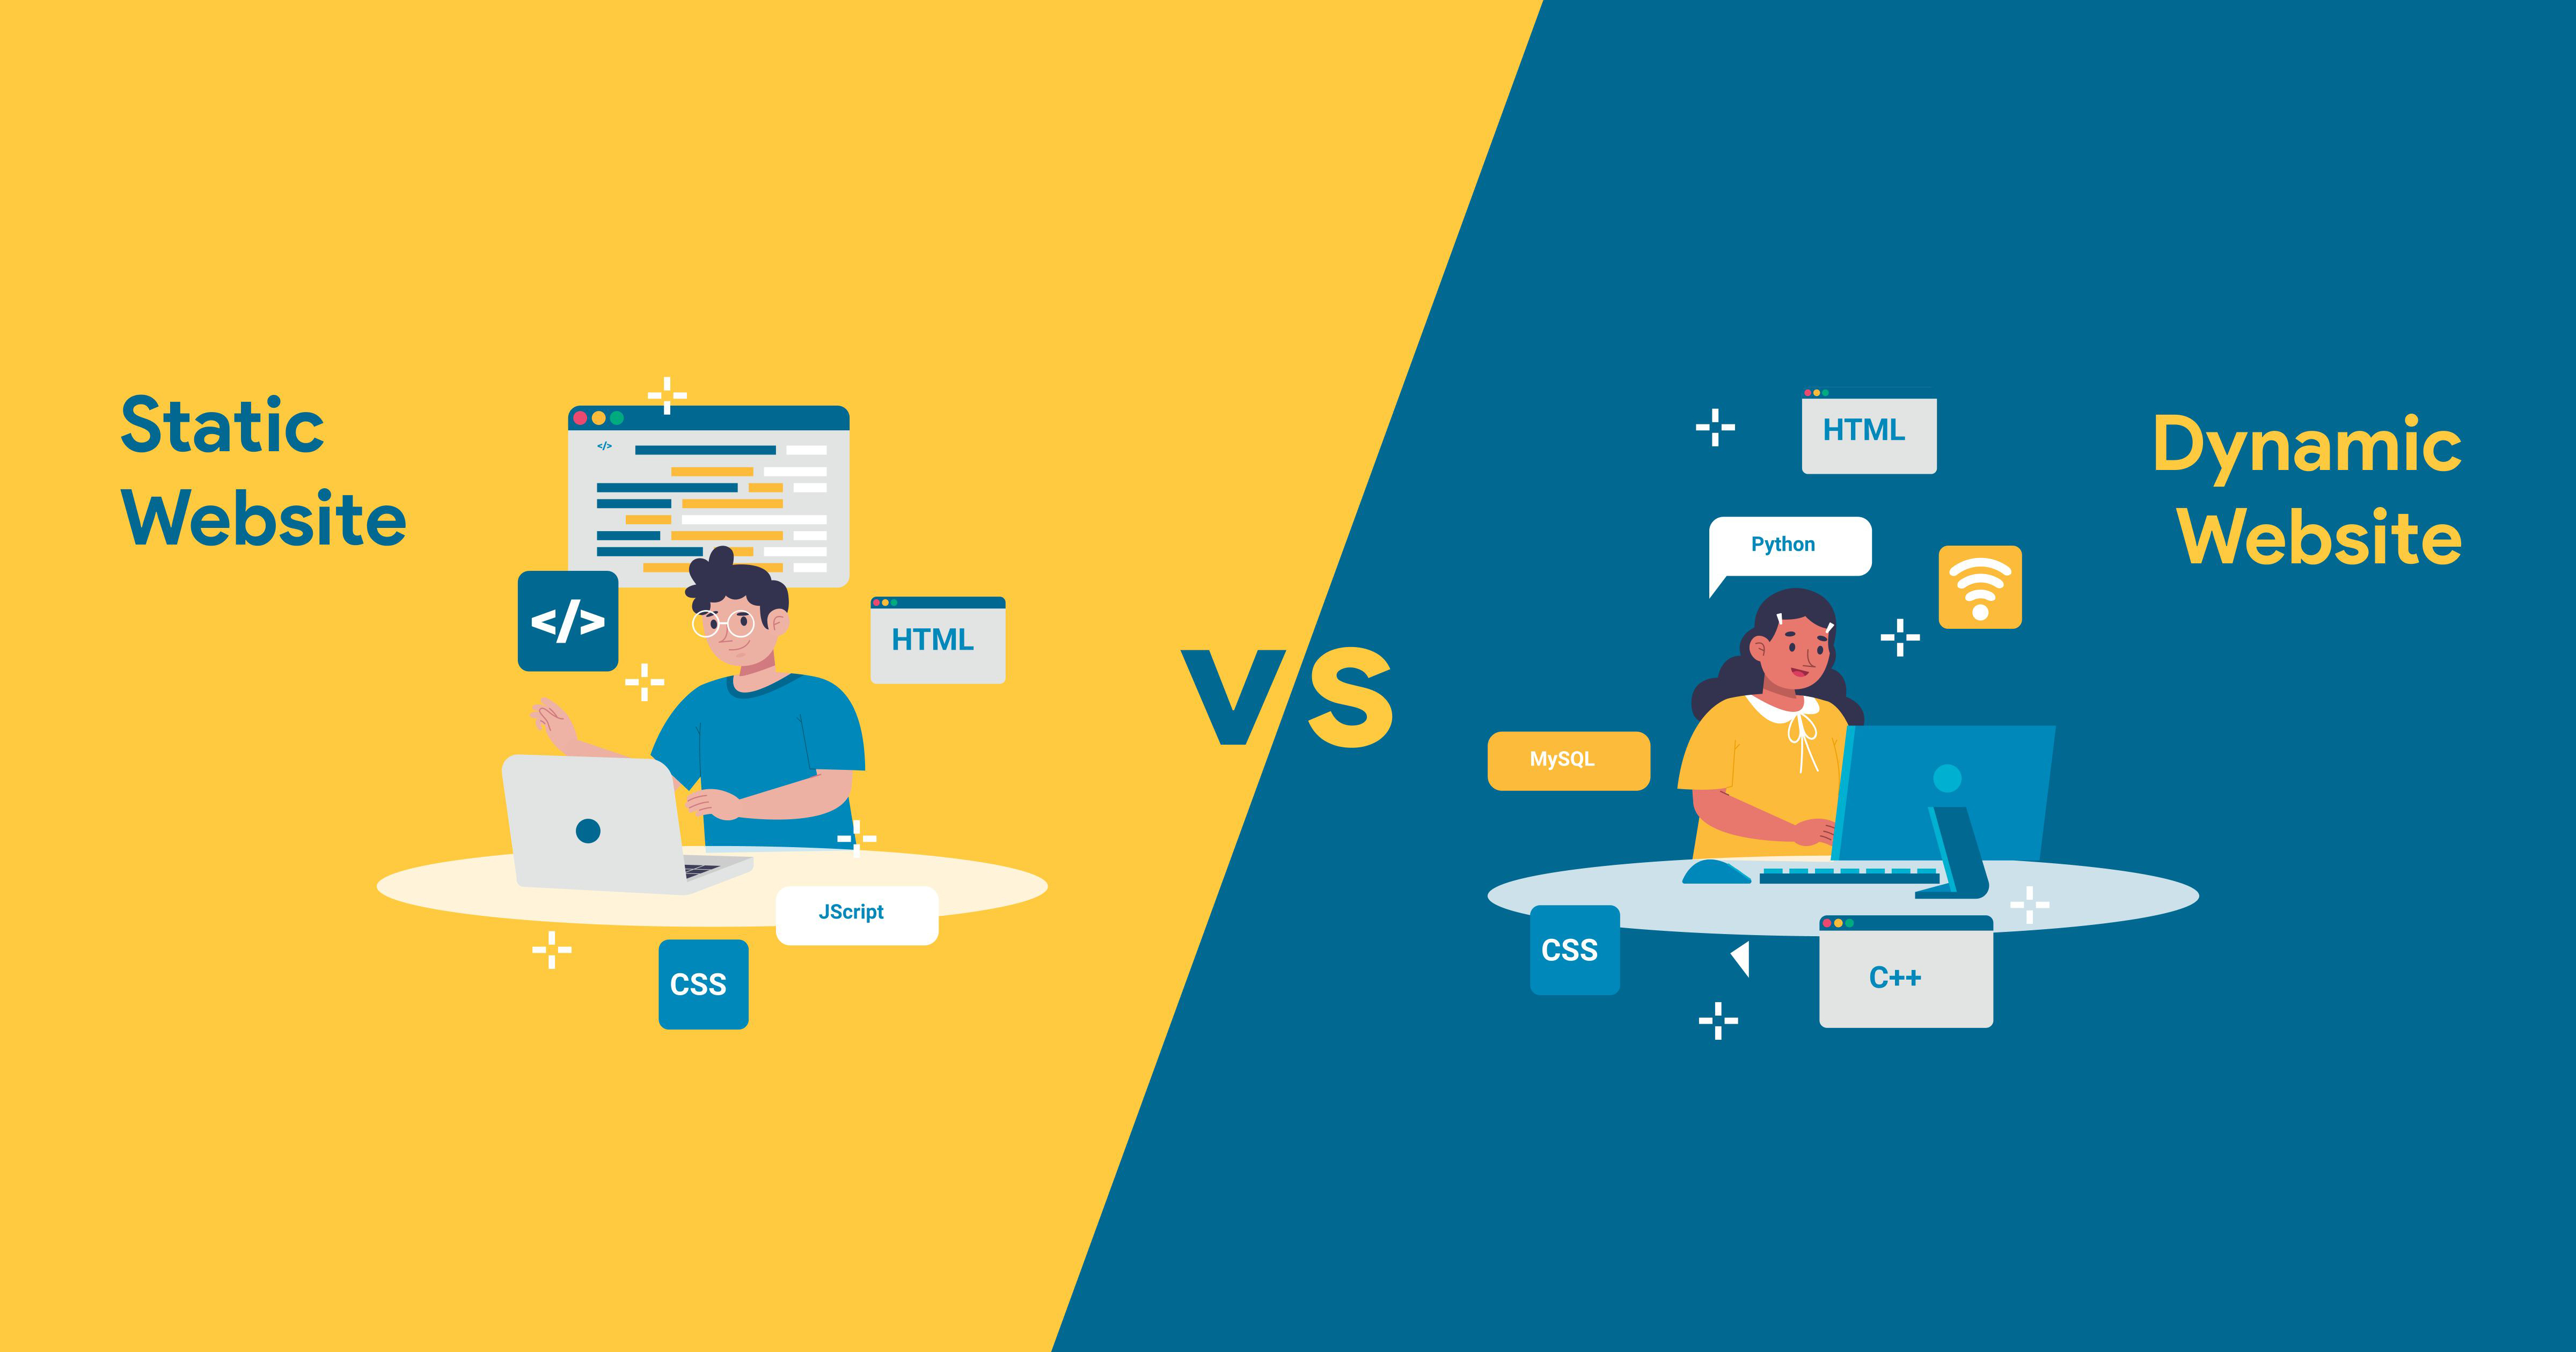 Static
Website
</>
</>
HTML
JScript
CSS
VS
Dynamic
Website
HTML
Python
MySQL
CSS
C++